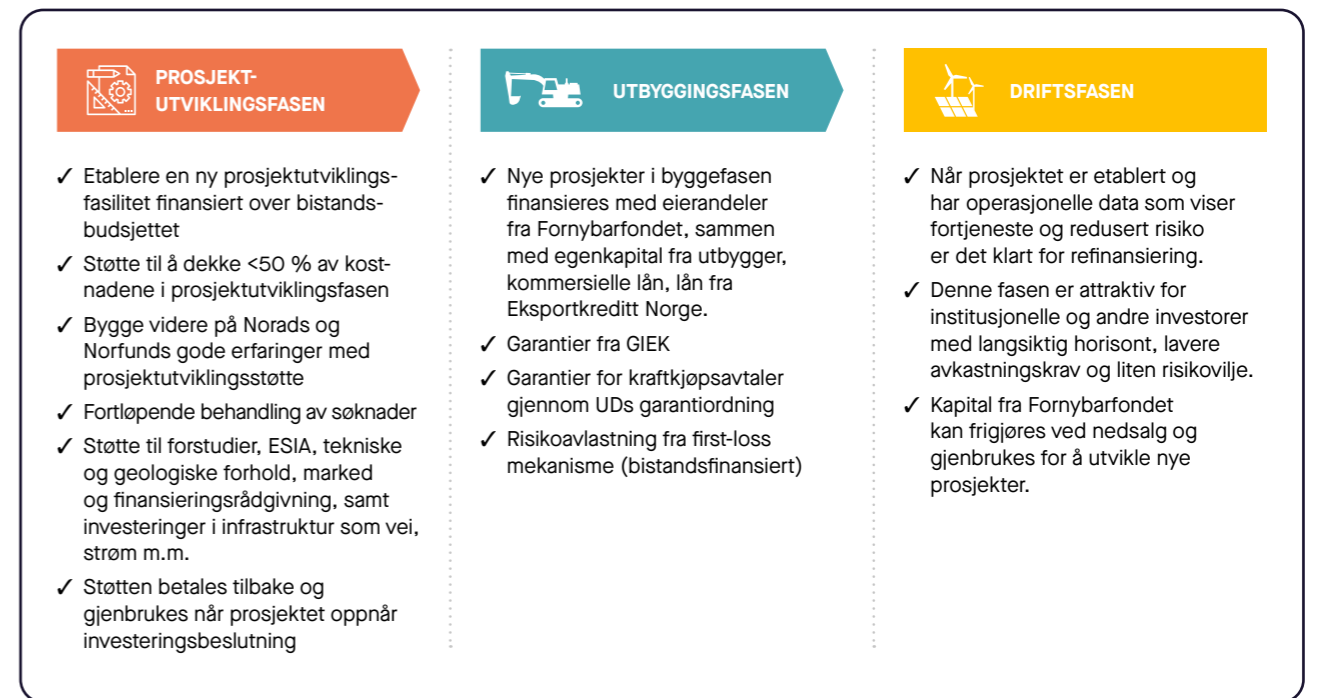 PROSJEKT-
UTVIKLINGSFASEN
✓ Etablere en ny prosjektutviklings-
fasilitet finansiert over bistands-
budsjettet
✓ Støtte til å dekke <50 % av kost-
nadene i prosjektutviklingsfasen
✓ Bygge videre på Norads og
Norfunds gode erfaringer med
prosjektutviklingsstøtte
✓ Fortløpende behandling av søknader
✓ Støtte til forstudier, ESIA, tekniske
og geologiske forhold, marked
og finansieringsrådgivning, samt
investeringer i infrastruktur som vei,
strøm m.m.
✓ Støtten betales tilbake og
gjenbrukes når prosjektet oppnår
investeringsbeslutning
UTBYGGINGSFASEN
✓ Nye prosjekter i byggefasen
finansieres med eierandeler
fra Fornybarfondet, sammen
med egenkapital fra utbygger,
kommersielle lån, lån fra
Eksportkreditt Norge.
✓ Garantier fra GIEK
✓ Garantier for kraftkjøpsavtaler
gjennom UDs garantiordning
✓ Risikoavlastning fra first-loss
mekanisme (bistandsfinansiert)
DRIFTSFASEN
✓ Når prosjektet er etablert og
har operasjonelle data som viser
fortjeneste og redusert risiko
er det klart for refinansiering.
✓ Denne fasen er attraktiv for
institusjonelle og andre investorer
med langsiktig horisont, lavere
avkastningskrav og liten risikovilje.
✓ Kapital fra Fornybarfondet
kan frigjøres ved nedsalg og
gjenbrukes for å utvikle nye
prosjekter.